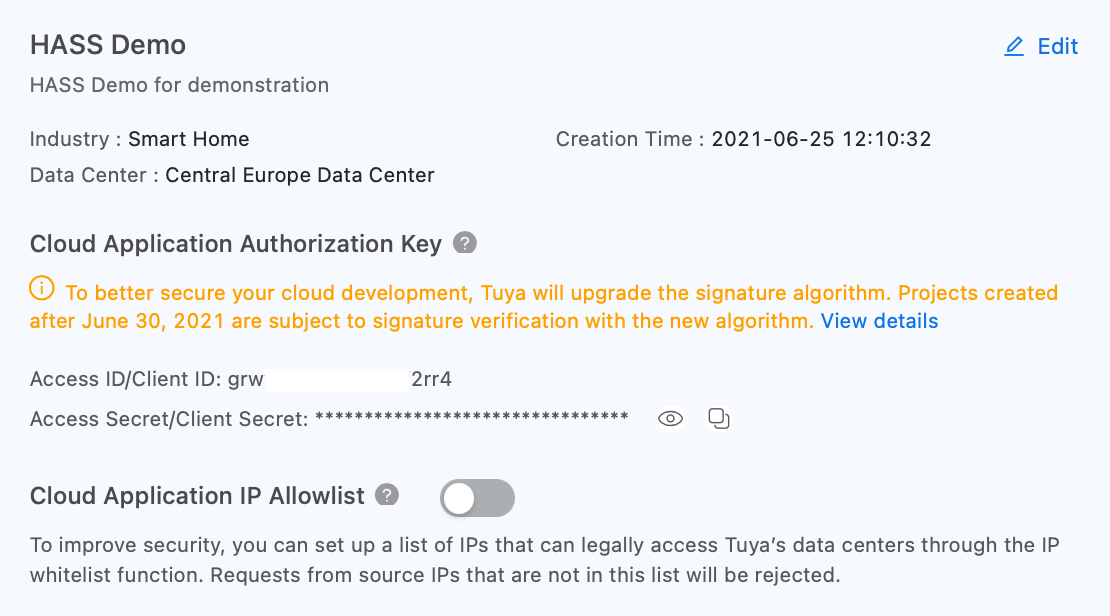 HASS Demo
Edit
HASS Demo for demonstration
Industry : Smart Home
Creation Time : 2021-06-25 12:10:32
Data Center : Central Europe Data Center
Cloud Application Authorization Key ?
To better secure your cloud development, Tuya will upgrade the signature algorithm. Projects created
after June 30, 2021 are subject to signature verification with the new algorithm. View details
Access ID/Client ID: grw 2rr4
Access Secret/Client Secret: ********************************
Cloud Application IP Allowlist ?
To improve security, you can set up a list of IPs that can legally access Tuya’s data centers through the IP
whitelist function. Requests from source IPs that are not in this list will be rejected.